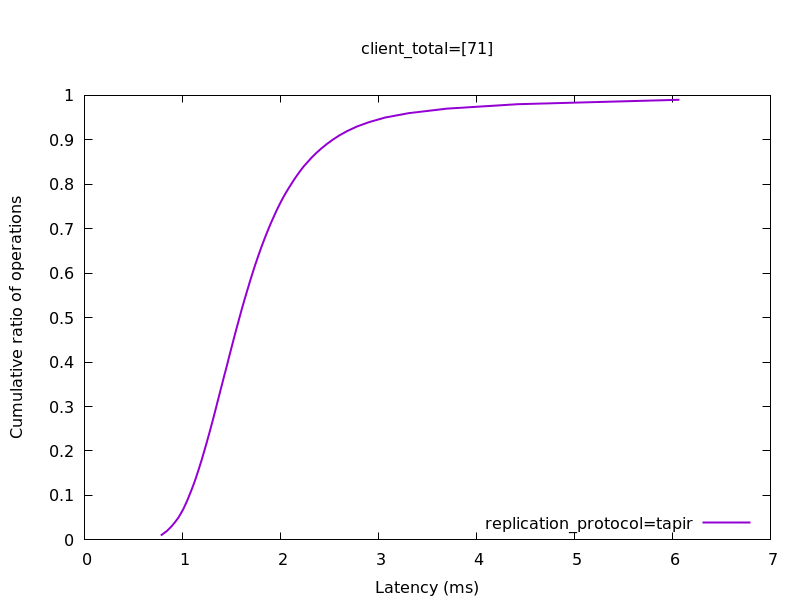 client_total=[71]
1
0.9
0.8
0.7
0.6
0.5
0.4
0.3
0.2
0.1
0
Cumulative ratio of operations
replication_protocol=tapir
0 1 2 3 4 5 6 7
Latency (ms)